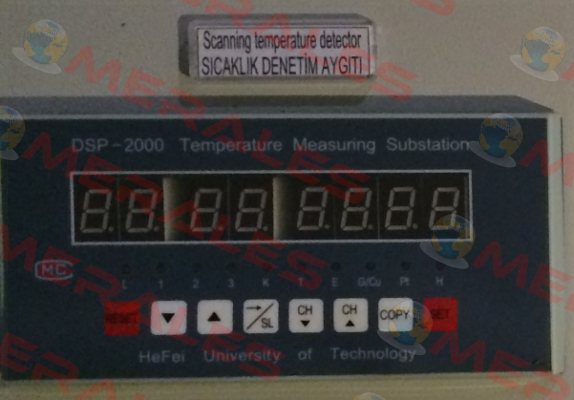 Scanning temperature detector
SICAKLIK DENETİM AYGITI
DSP-2000 Temperature Measuring Substation
MC
1 2 3 K T E G/Cu Pt H
RESET SL CH CH COPY SET
HeFei University of Technology
MERALES